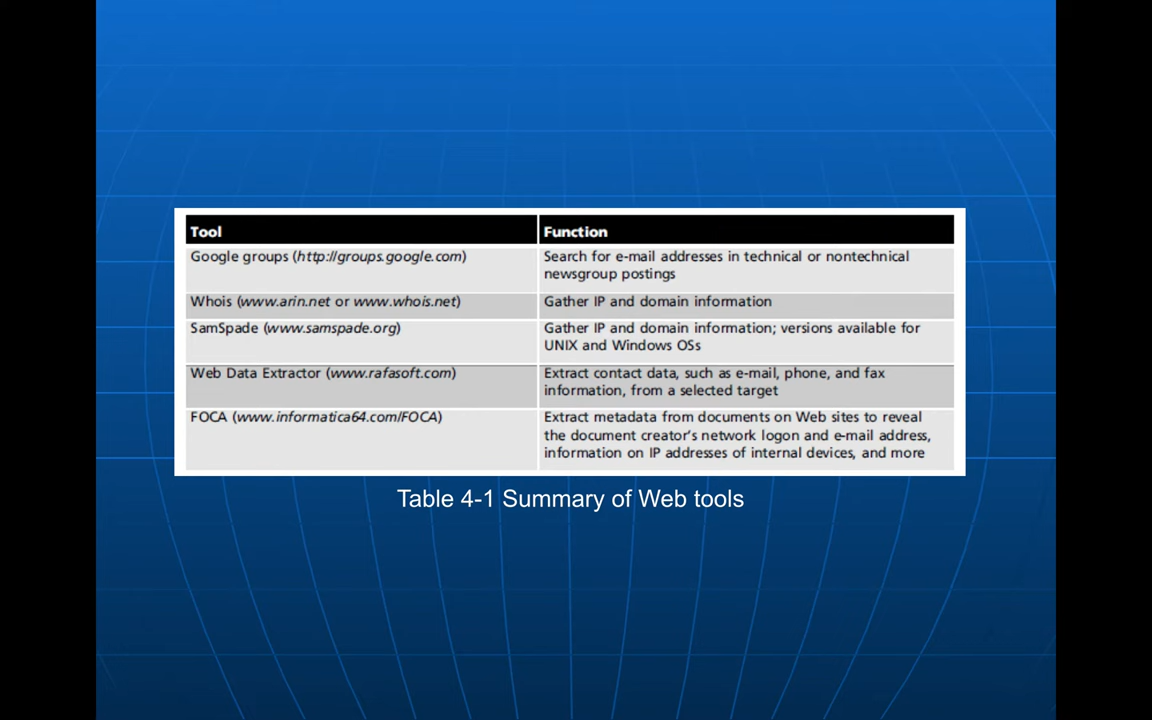 Tool Function
Google groups (http://groups.google.com) Search for e-mail addresses in technical or nontechnical
newsgroup postings
Whois (www.arin.net or www.whois.net) Gather IP and domain information
SamSpade (www.samspade.org) Gather IP and domain information; versions available for
UNIX and Windows OSs
Web Data Extractor (www.rafasoft.com) Extract contact data, such as e-mail, phone, and fax
information, from a selected target
FOCA (www.informatica64.com/FOCA) Extract metadata from documents on Web sites to reveal
the document creator's network logon and e-mail address,
information on IP addresses of internal devices, and more
Table 4-1 Summary of Web tools